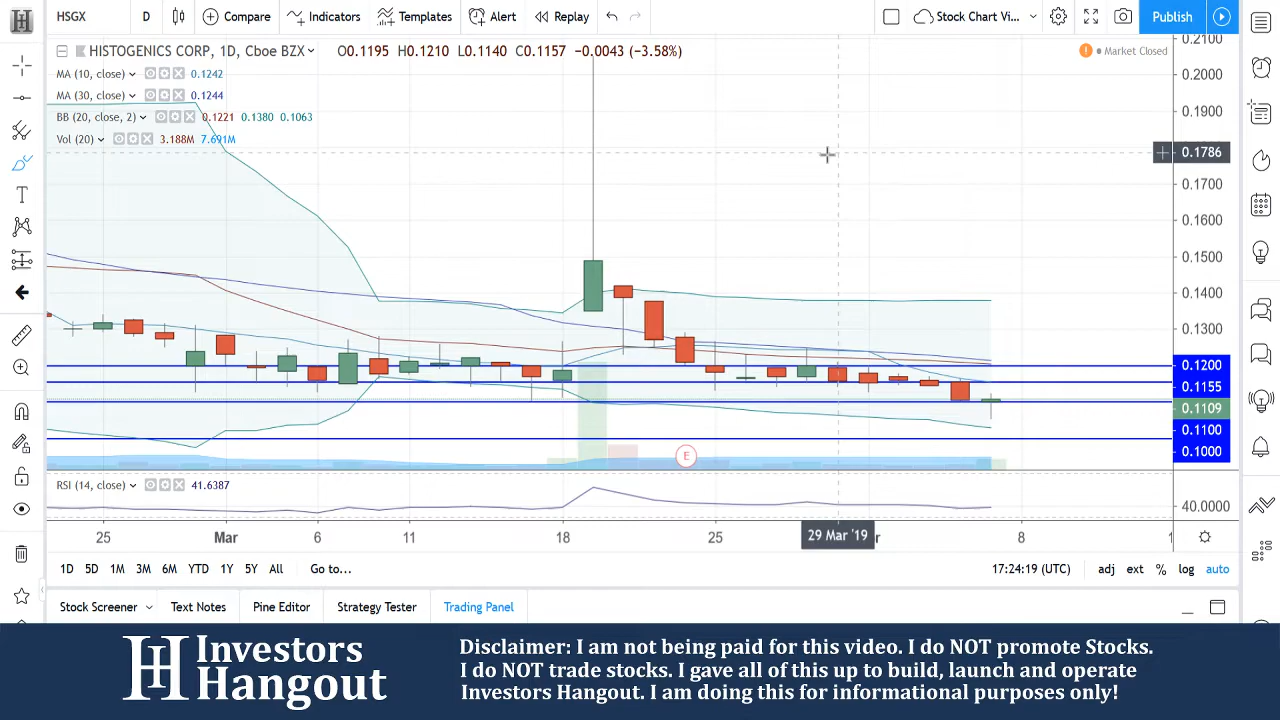 HSGX D Compare Indicators Templates Alert Replay Stock Chart Vi... Publish
HISTOGENICS CORP, 1D, Cboe BZX O0.1195 H0.1210 L0.1140 C0.1157 −0.0043 (−3.58%)
Market Closed
MA (10, close) 0.1242
MA (30, close) 0.1244
BB (20, close, 2) 0.1221 0.1380 0.1063
Vol (20) 3.188M 7.691M
0.2100
0.2000
0.1900
0.1786
0.1700
0.1600
0.1500
0.1400
0.1300
0.1200
0.1155
0.1109
0.1100
0.1000
E
RSI (14, close) 41.6387
40.0000
25 Mar 6 11 18 25 29 Mar '19 8 1
1D 5D 1M 3M 6M YTD 1Y 5Y All Go to... 17:24:19 (UTC) adj ext % log auto
Stock Screener Text Notes Pine Editor Strategy Tester Trading Panel
Investors
Hangout
Disclaimer: I am not being paid for this video. I do NOT promote Stocks.
I do NOT trade stocks. I gave all of this up to build, launch and operate
Investors Hangout. I am doing this for informational purposes only!